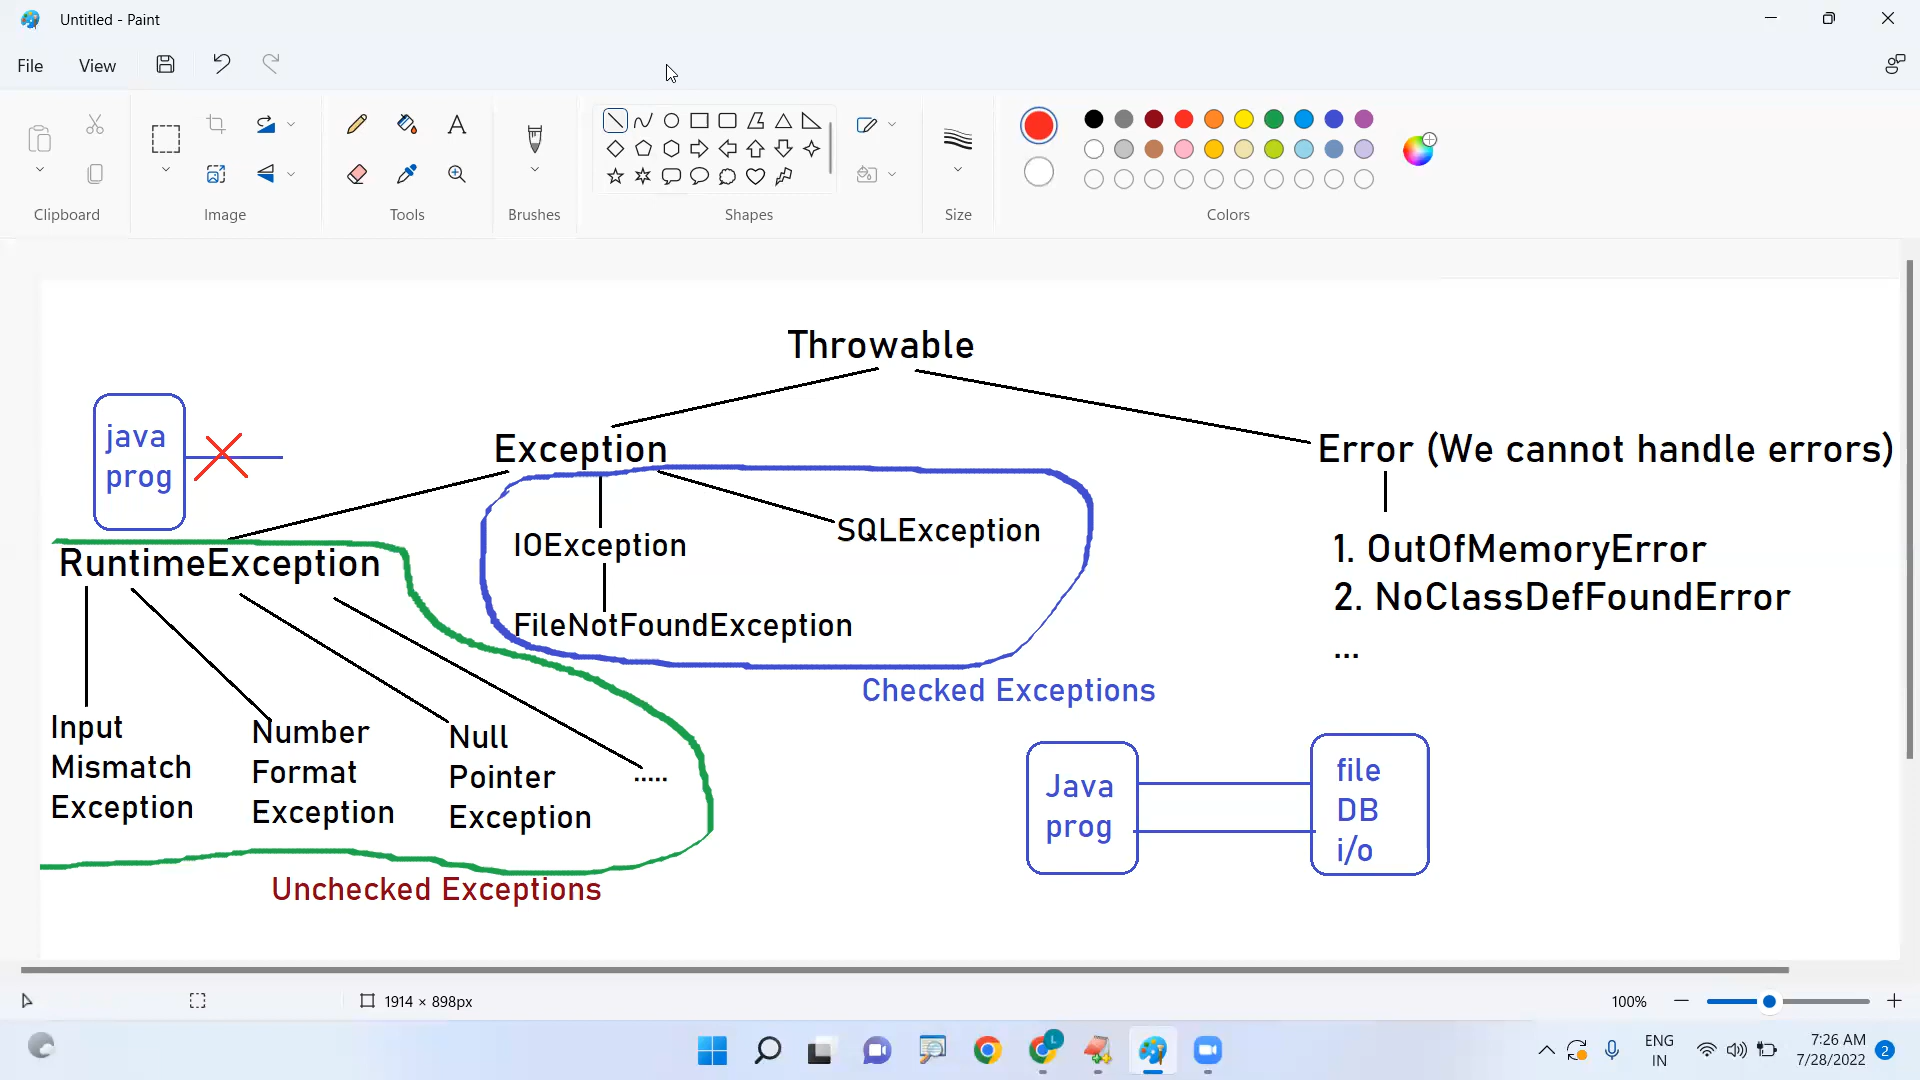 Untitled - Paint
File
View
Clipboard
Image
Tools
Brushes
Shapes
Size
Colors
Throwable
java
prog
Exception
Error (We cannot handle errors)
IOException
SQLException
RuntimeException
1. OutOfMemoryError
2. NoClassDefFoundError
...
FileNotFoundException
Checked Exceptions
Input
Mismatch
Exception
Number
Format
Exception
Null
Pointer
Exception
.....
Java
prog
file
DB
i/o
Unchecked Exceptions
1914 × 898px
100%
L
ENG
IN
7:26 AM
7/28/2022
2